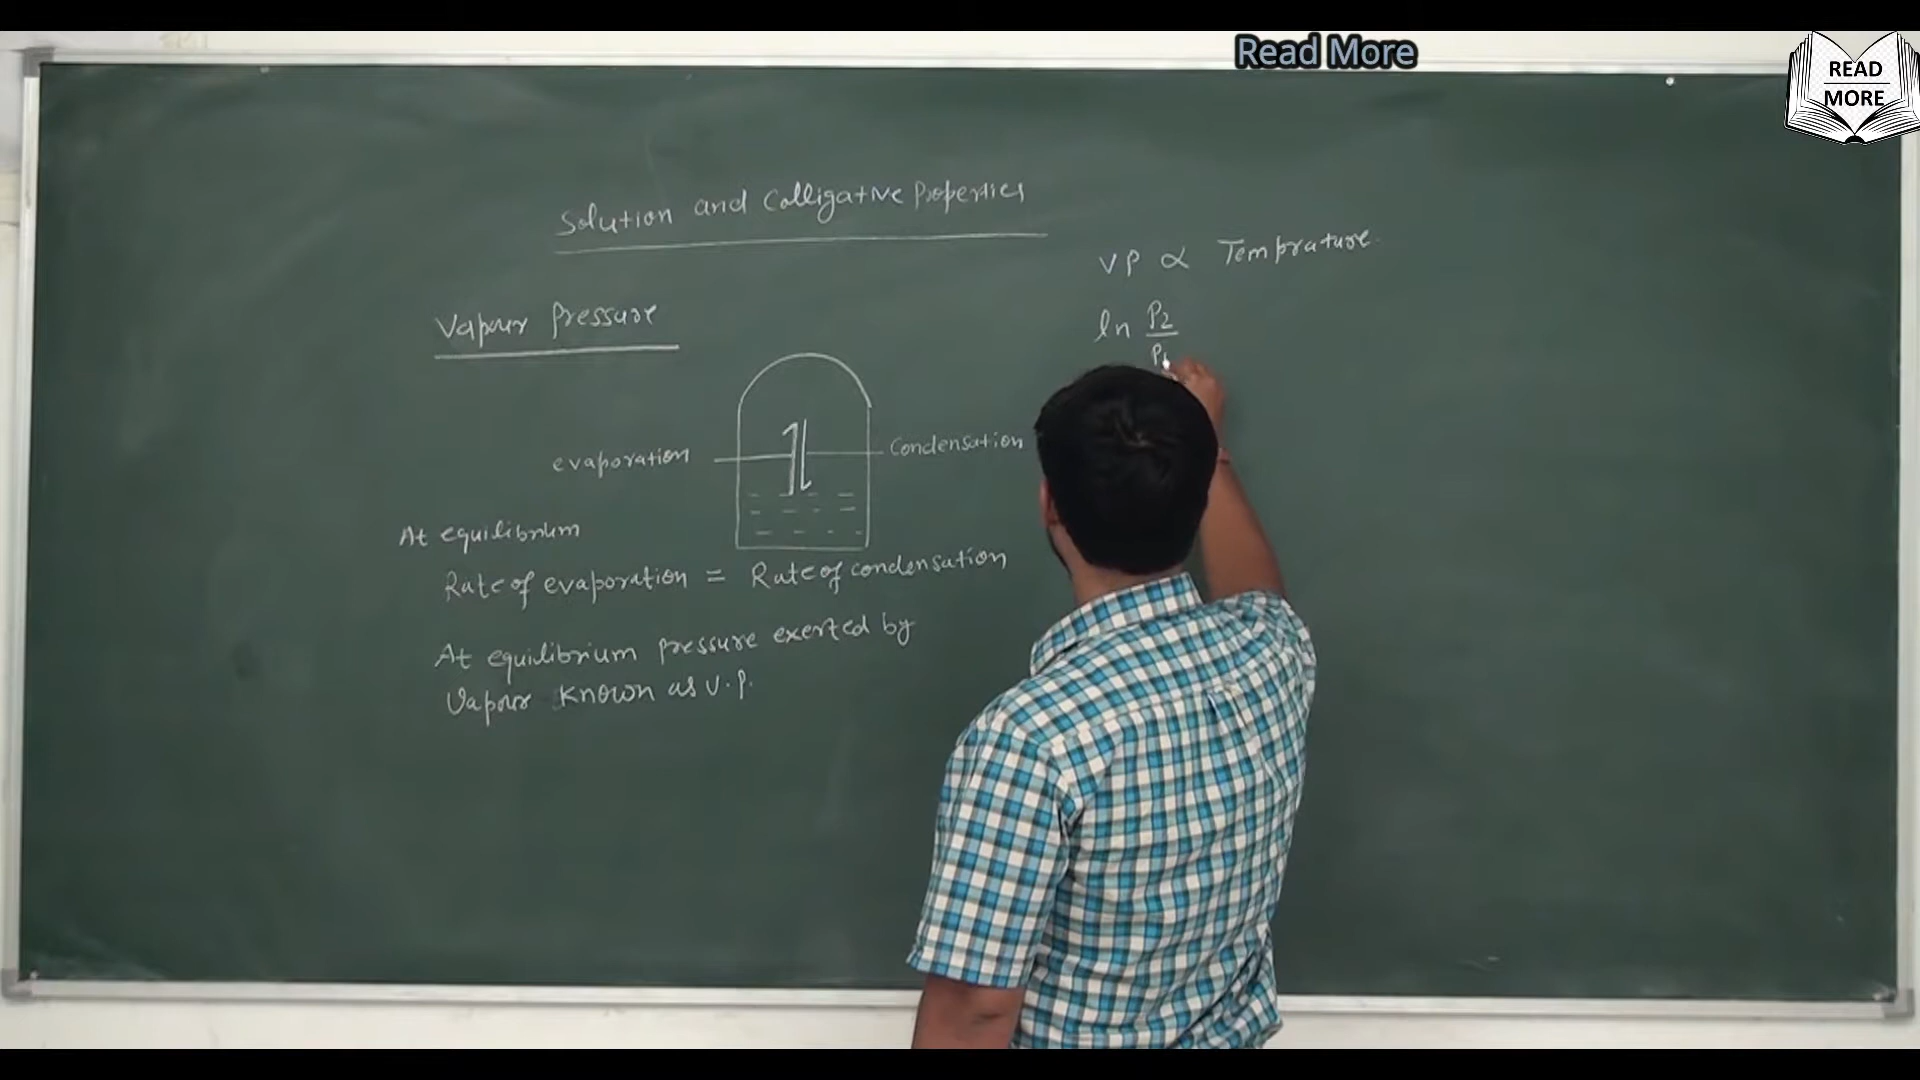 Read More
READ
MORE
Solution and Colligative Properties
Vapour Pressure
evaporation
Condensation
At equilibrium
Rate of evaporation = Rate of condensation
At equilibrium pressure exerted by
Vapour known as v.p.
VP ∝ Temprature
ln P2
P1